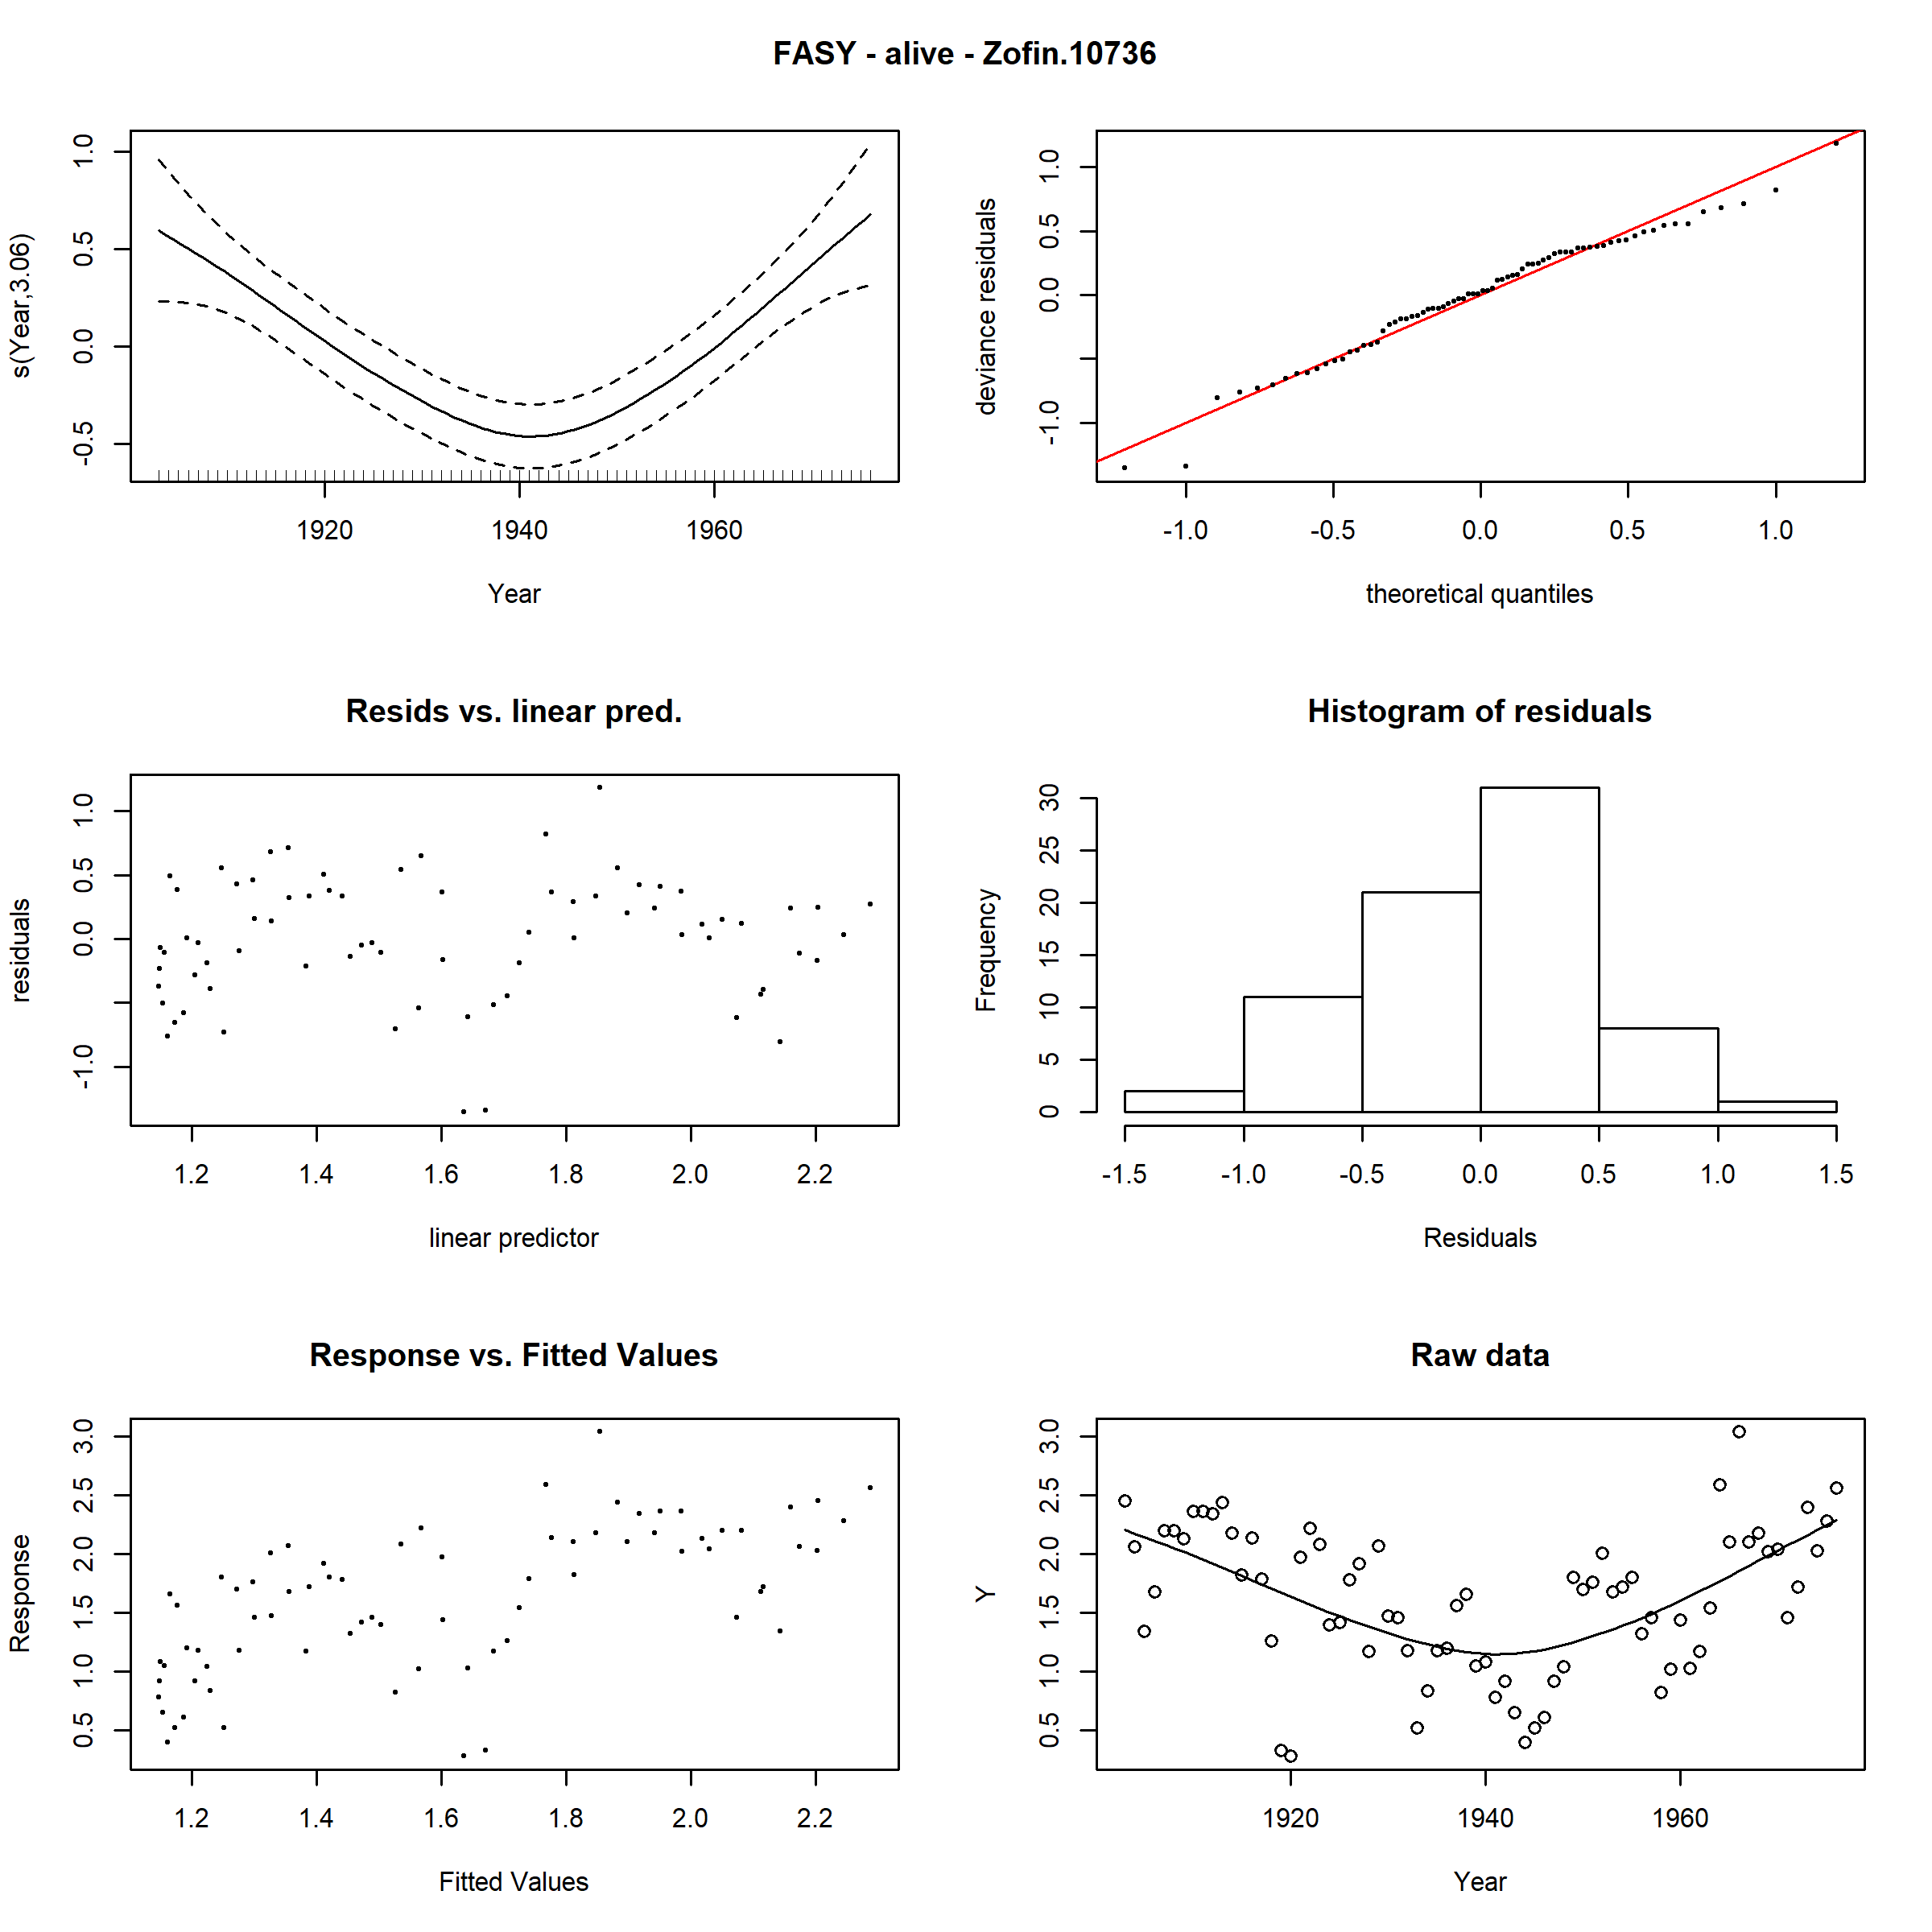 FASY - alive - Zofin.10736
s(Year,3.06)
-0.5 0.0 0.5 1.0
1920 1940 1960
Year
deviance residuals
-1.0 0.0 0.5 1.0
-1.0 -0.5 0.0 0.5 1.0
theoretical quantiles
Resids vs. linear pred.
residuals
-1.0 0.0 0.5 1.0
1.2 1.4 1.6 1.8 2.0 2.2
linear predictor
Histogram of residuals
Frequency
0 5 10 15 20 25 30
-1.5 -1.0 -0.5 0.0 0.5 1.0 1.5
Residuals
Response vs. Fitted Values
Response
0.5 1.0 1.5 2.0 2.5 3.0
1.2 1.4 1.6 1.8 2.0 2.2
Fitted Values
Raw data
Y
0.5 1.0 1.5 2.0 2.5 3.0
1920 1940 1960
Year